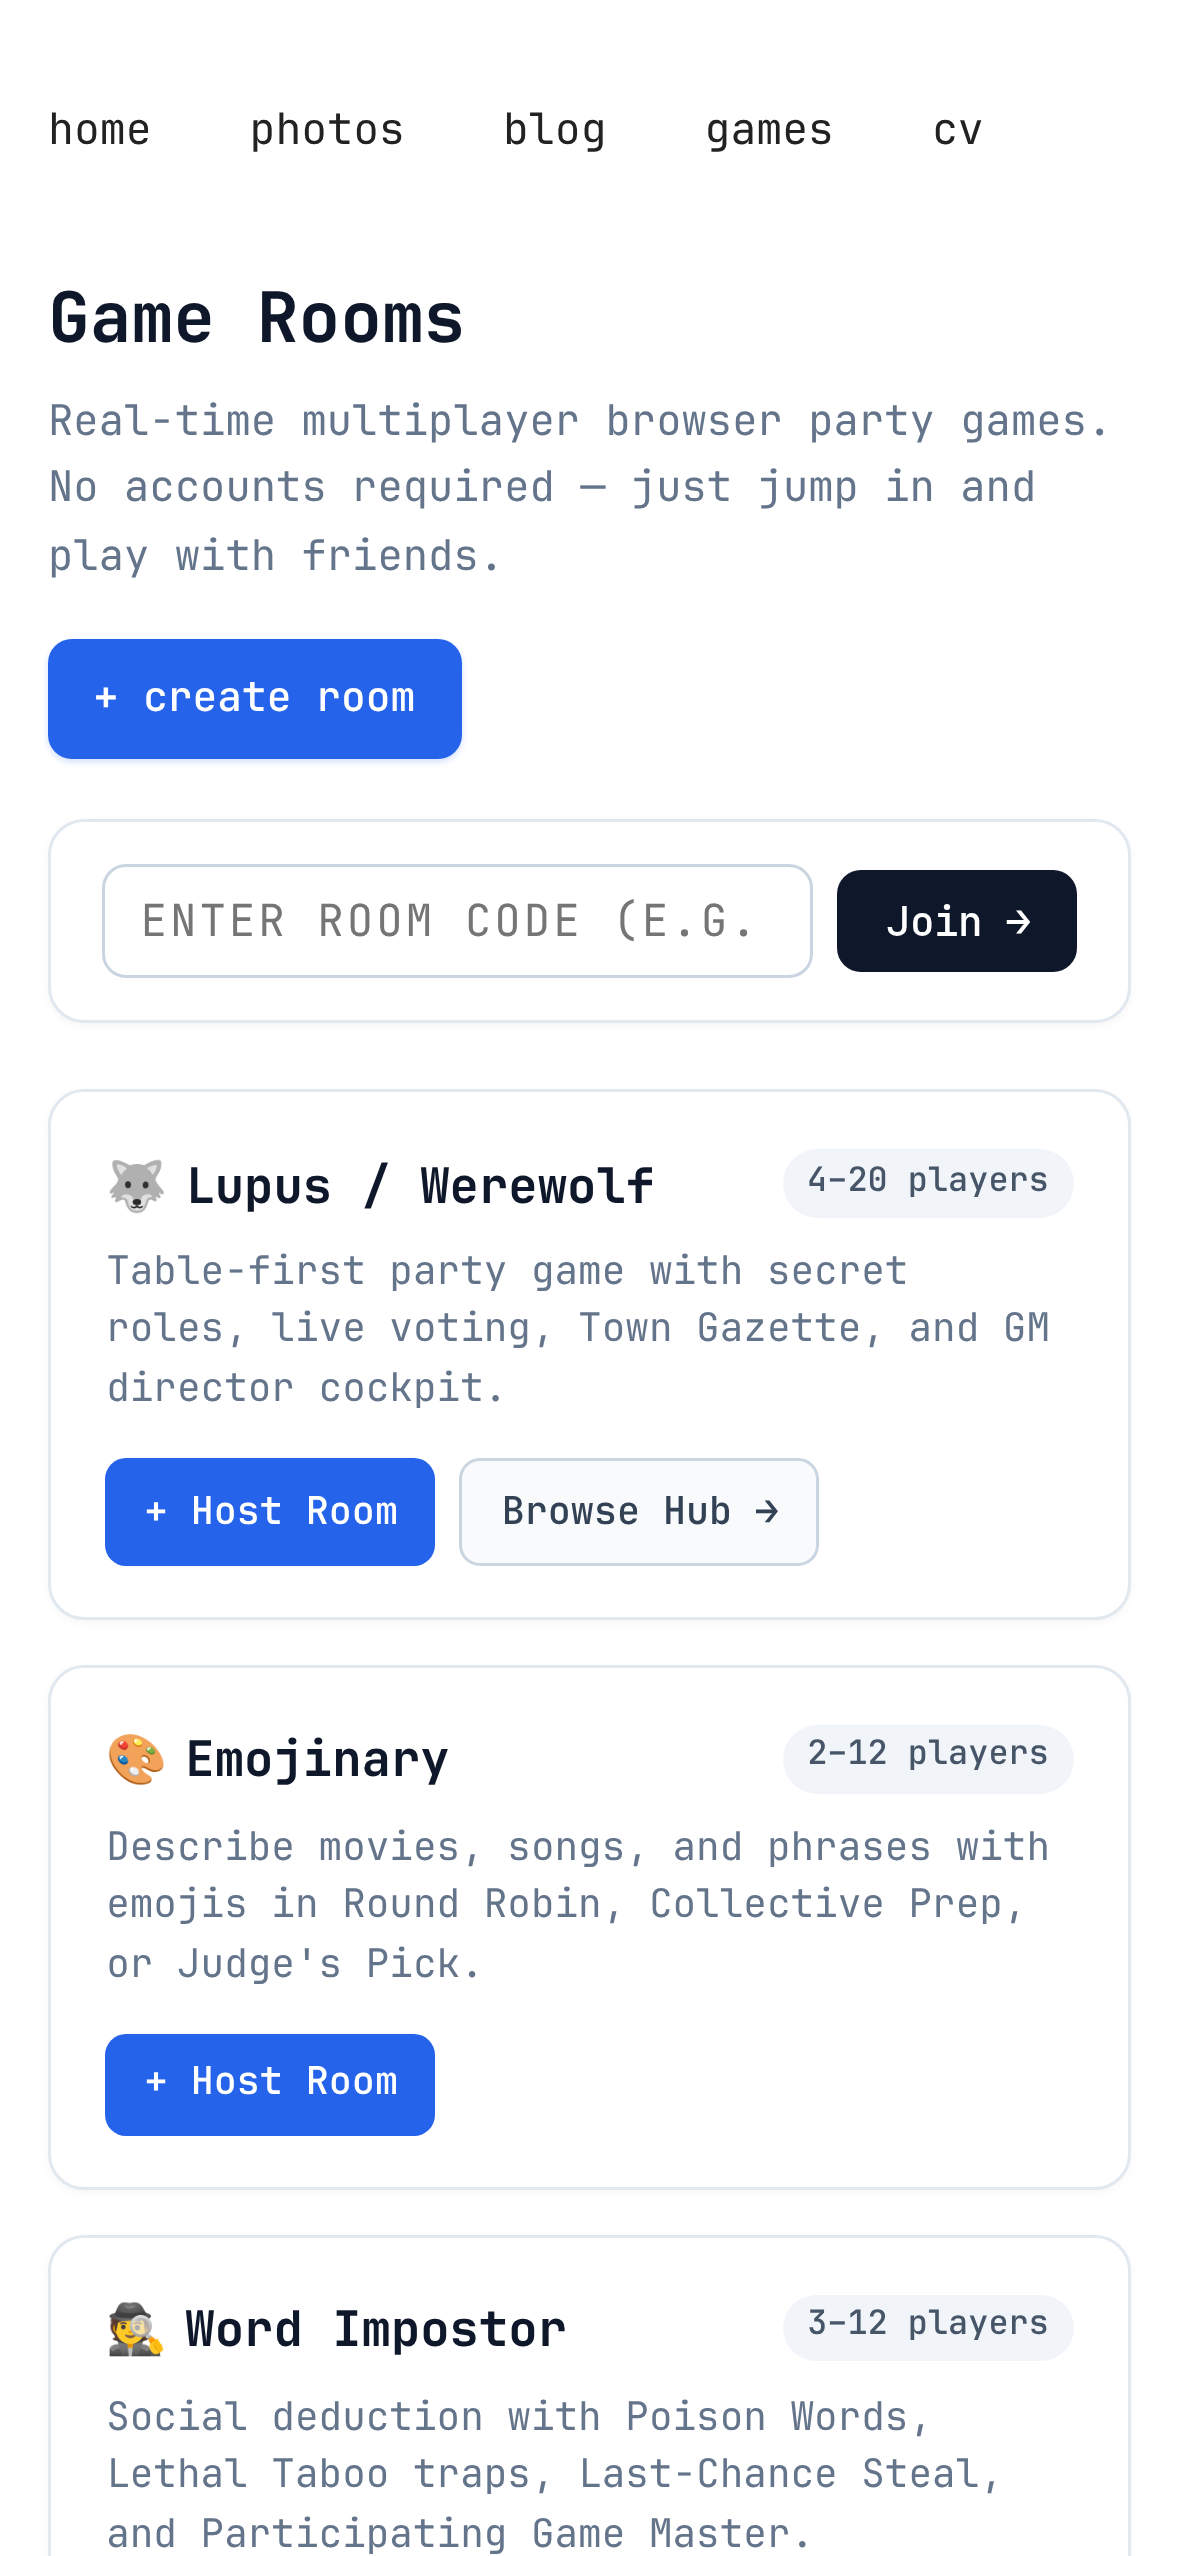 home photos blog games cv
Game Rooms
Real-time multiplayer browser party games.
No accounts required — just jump in and
play with friends.
+ create room
ENTER ROOM CODE (E.G.
Join →
🐺 Lupus / Werewolf
4–20 players
Table-first party game with secret
roles, live voting, Town Gazette, and GM
director cockpit.
+ Host Room
Browse Hub →
🎨 Emojinary
2–12 players
Describe movies, songs, and phrases with
emojis in Round Robin, Collective Prep,
or Judge's Pick.
+ Host Room
🕵️ Word Impostor
3–12 players
Social deduction with Poison Words,
Lethal Taboo traps, Last-Chance Steal,
and Participating Game Master.